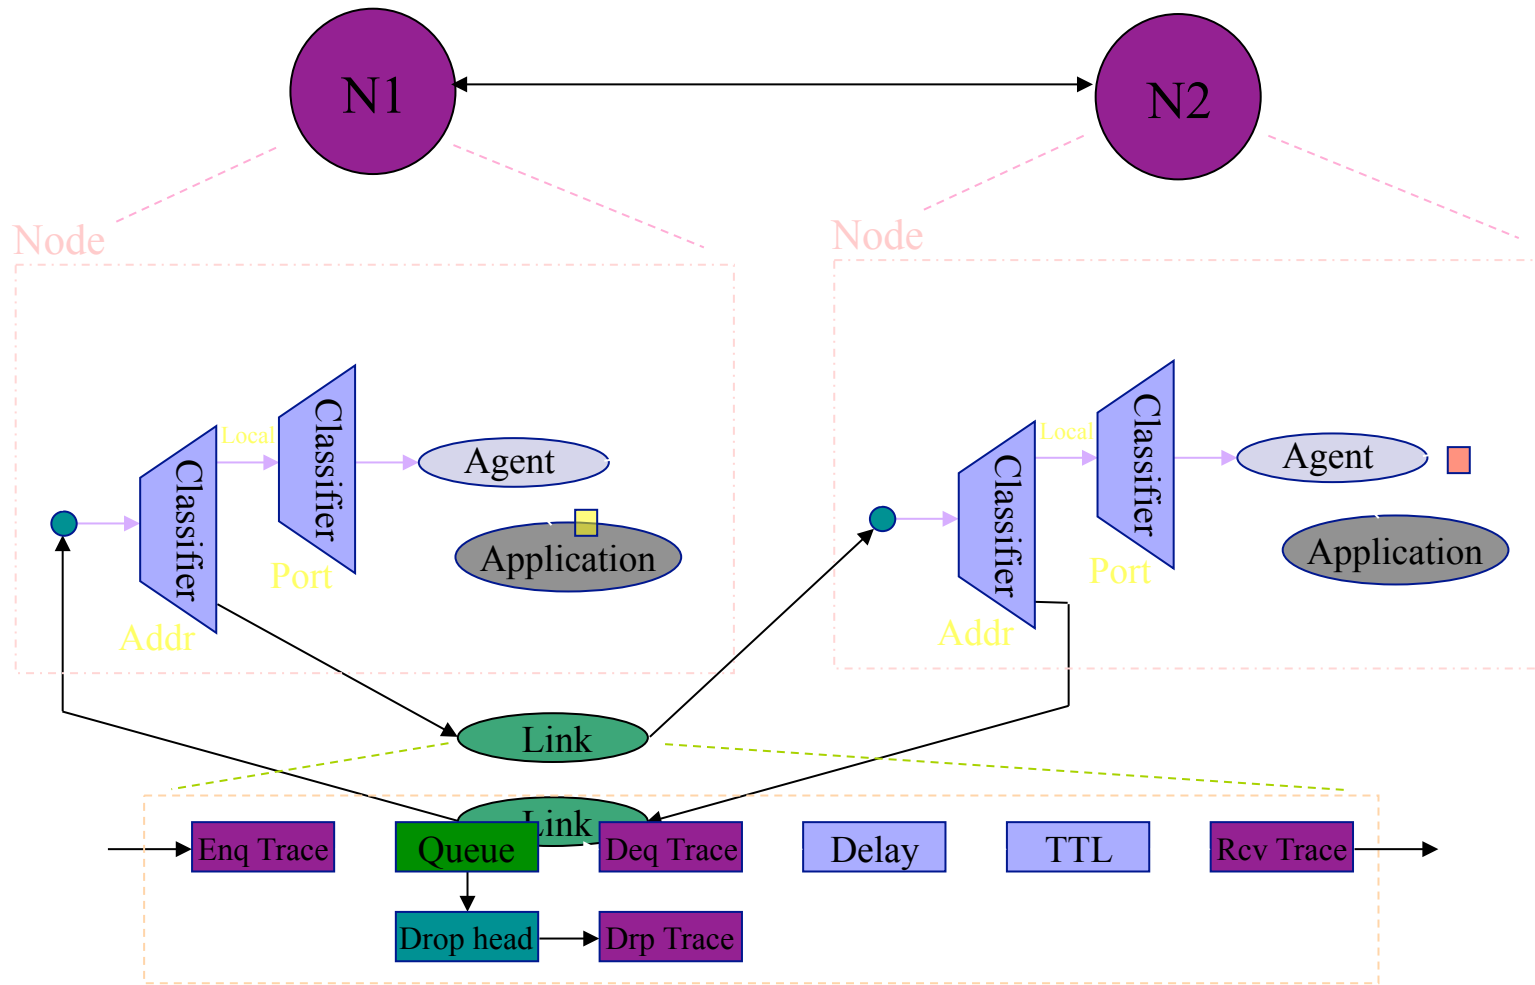 N1
N2
Node
Node
Local
Classifier
Classifier
Agent
Application
Port
Addr
Local
Classifier
Classifier
Agent
Application
Port
Addr
Link
Link
Enq Trace
Queue
Deq Trace
Delay
TTL
Rcv Trace
Drop head
Drp Trace